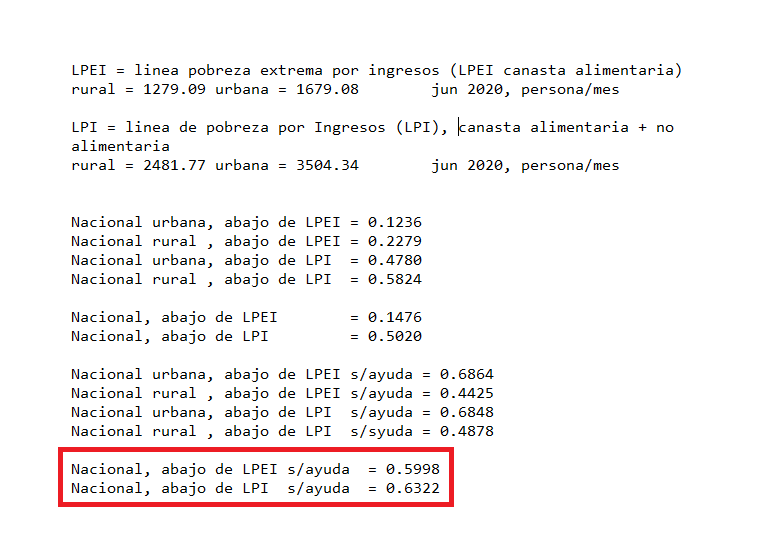 LPEI = linea pobreza extrema por ingresos (LPEI canasta alimentaria)
rural = 1279.09 urbana = 1679.08 jun 2020, persona/mes
LPI = linea de pobreza por Ingresos (LPI), canasta alimentaria + no
alimentaria
rural = 2481.77 urbana = 3504.34 jun 2020, persona/mes
Nacional urbana, abajo de LPEI = 0.1236
Nacional rural , abajo de LPEI = 0.2279
Nacional urbana, abajo de LPI = 0.4780
Nacional rural , abajo de LPI = 0.5824
Nacional, abajo de LPEI = 0.1476
Nacional, abajo de LPI = 0.5020
Nacional urbana, abajo de LPEI s/ayuda = 0.6864
Nacional rural , abajo de LPEI s/ayuda = 0.4425
Nacional urbana, abajo de LPI s/ayuda = 0.6848
Nacional rural , abajo de LPI s/syuda = 0.4878
Nacional, abajo de LPEI s/ayuda = 0.5998
Nacional, abajo de LPI s/ayuda = 0.6322